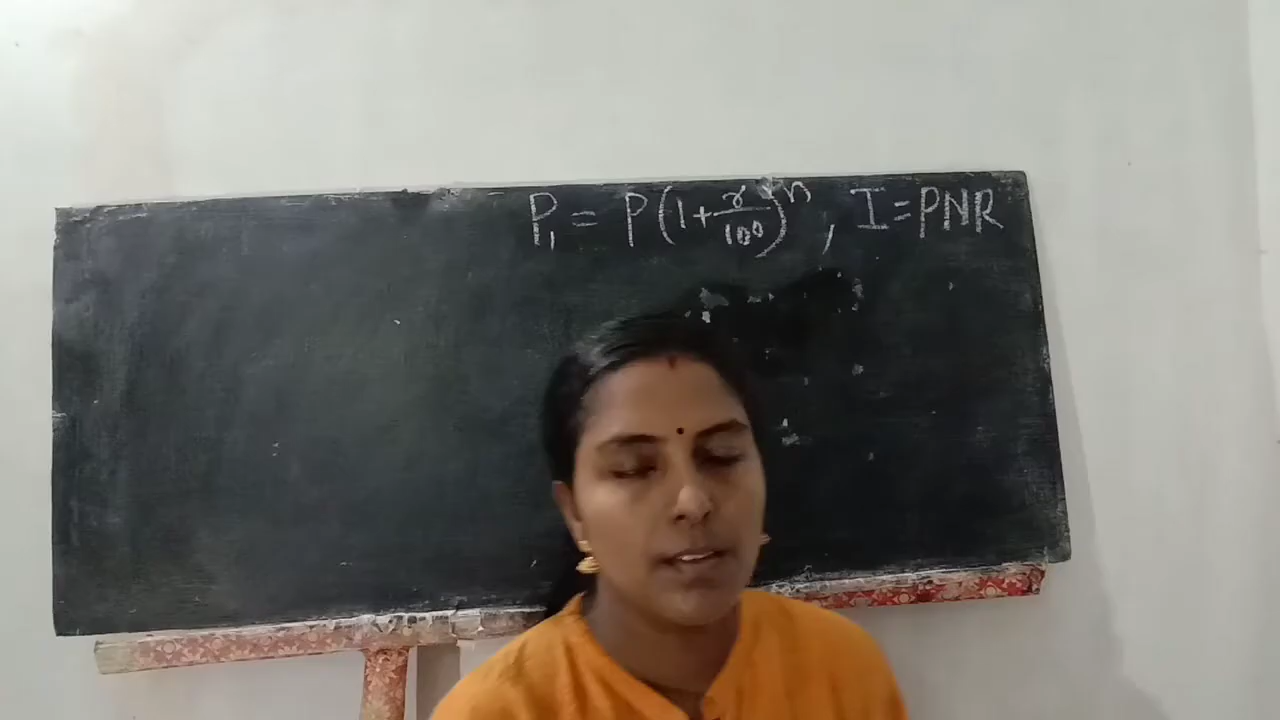 P₁ = P(1+r/100)ⁿ, I=PNR